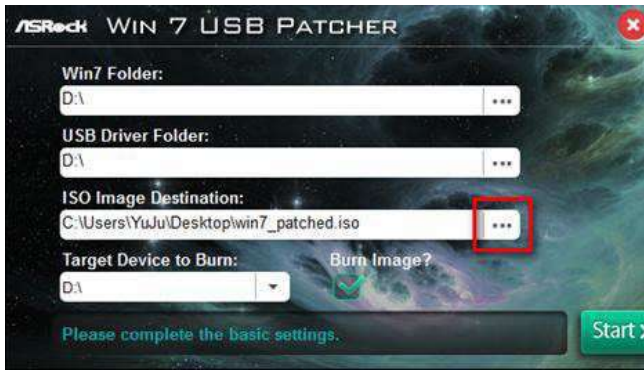 ASRock WIN 7 USB PATCHER
Win7 Folder:
D:\
...
USB Driver Folder:
D:\
...
ISO Image Destination:
C:\Users\YuJu\Desktop\win7_patched.iso
...
Target Device to Burn:
Burn Image?
D:\
Please complete the basic settings.
Start